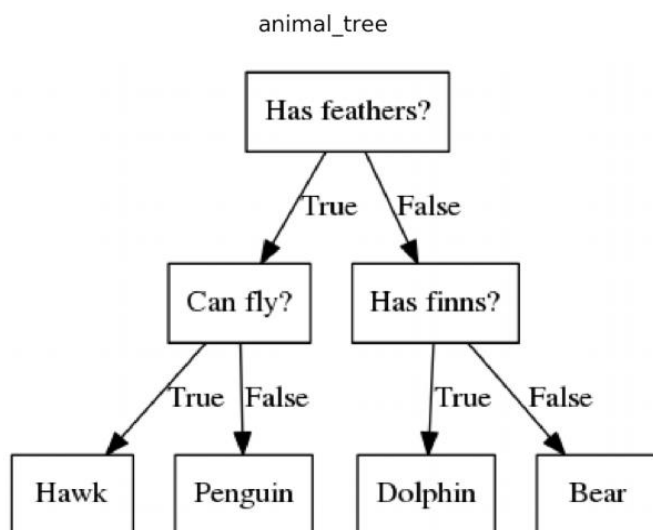 animal_tree
Has feathers?
True False
Can fly? Has finns?
True False True False
Hawk Penguin Dolphin Bear